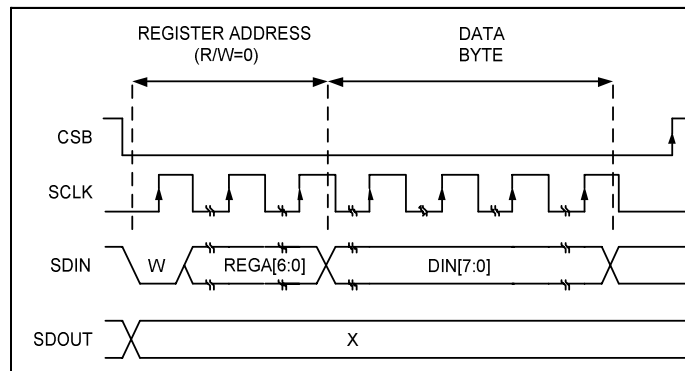 REGISTER ADDRESS
(R/W=0)
DATA
BYTE
CSB
SCLK
SDIN
W
REGA[6:0]
DIN[7:0]
SDOUT
X